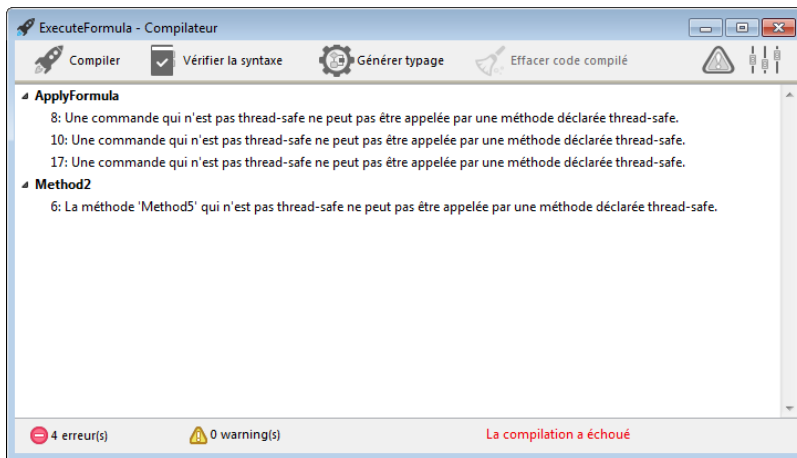 ExecuteFormula - Compilateur
Compiler
Vérifier la syntaxe
Générer typage
Effacer code compilé
ApplyFormula
8: Une commande qui n'est pas thread-safe ne peut pas être appelée par une méthode déclarée thread-safe.
10: Une commande qui n'est pas thread-safe ne peut pas être appelée par une méthode déclarée thread-safe.
17: Une commande qui n'est pas thread-safe ne peut pas être appelée par une méthode déclarée thread-safe.
Method2
6: La méthode 'Method5' qui n'est pas thread-safe ne peut pas être appelée par une méthode déclarée thread-safe.
4 erreur(s)
0 warning(s)
La compilation a échoué